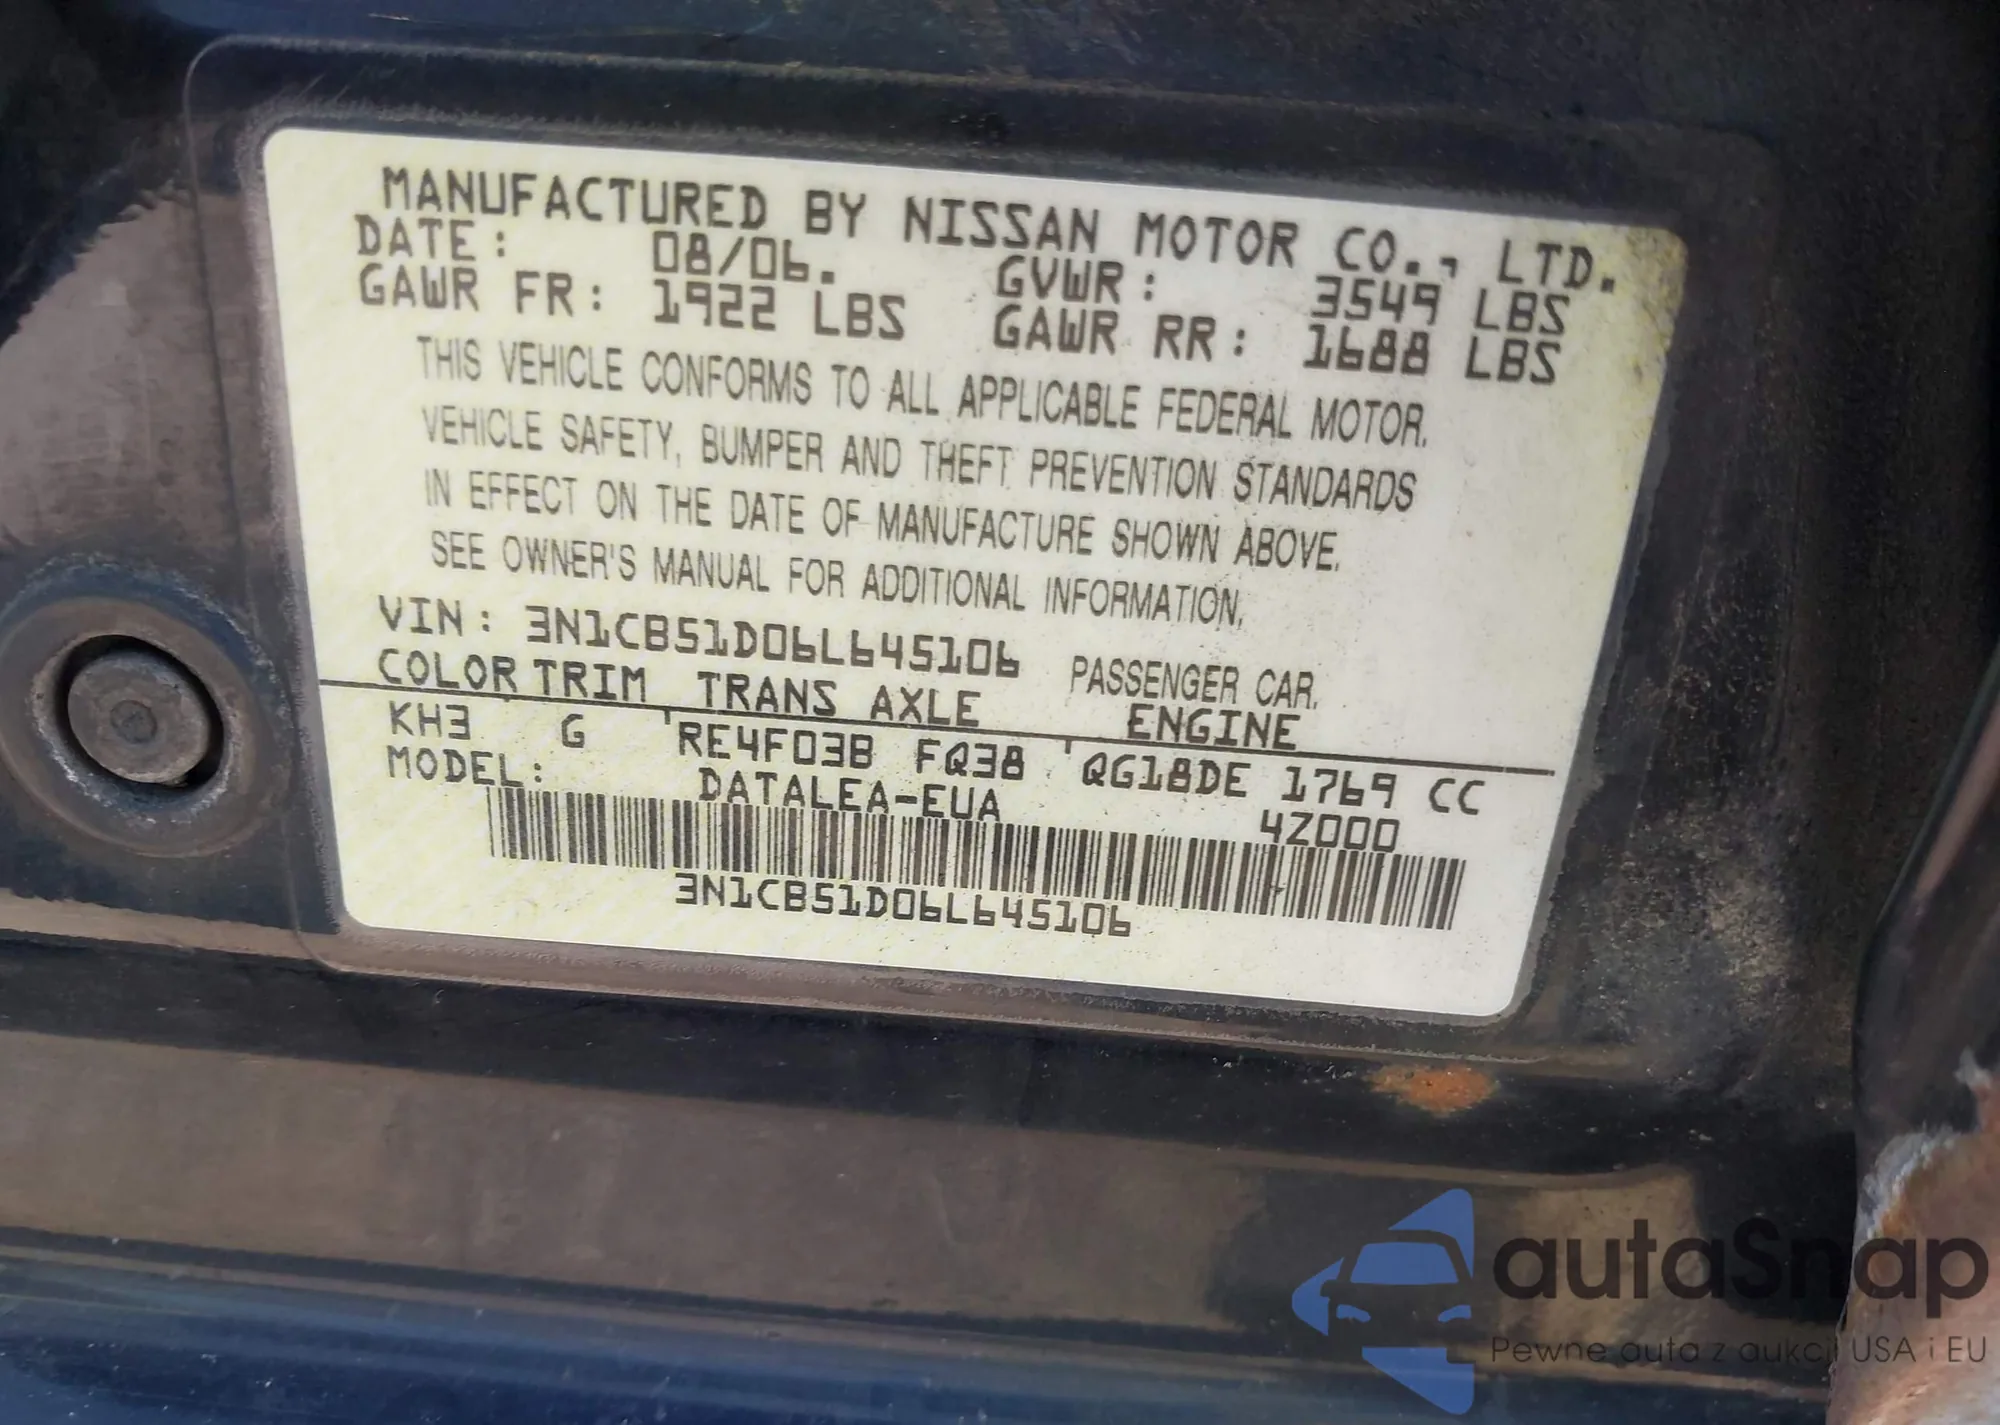 MANUFACTURED BY NISSAN MOTOR CO., LTD.
DATE: 08/06. GVWR: 3549 LBS
GAWR FR: 1922 LBS GAWR RR: 1688 LBS
THIS VEHICLE CONFORMS TO ALL APPLICABLE FEDERAL MOTOR
VEHICLE SAFETY, BUMPER AND THEFT PREVENTION STANDARDS
IN EFFECT ON THE DATE OF MANUFACTURE SHOWN ABOVE.
SEE OWNER'S MANUAL FOR ADDITIONAL INFORMATION.
VIN: 3N1CB51D06L645106 PASSENGER CAR.
COLOR TRIM TRANS AXLE ENGINE
KH3 G RE4F03B FQ38 QG18DE 1769 CC
MODEL: DATALEA-EUA 4Z000
3N1CB51D06L645106
autaSnap
Pewne auta z aukcji USA i EU